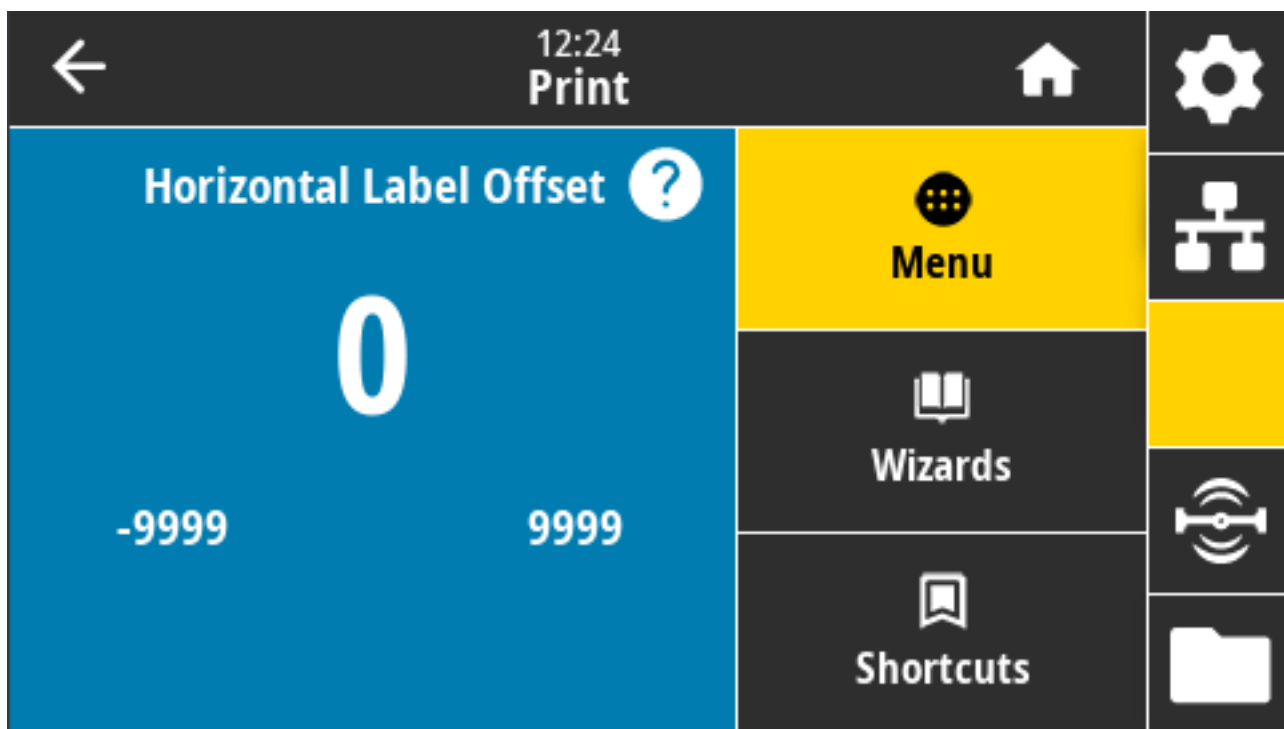 12:24
Print
Horizontal Label Offset ?
0
-9999 9999
Menu
Wizards
Shortcuts